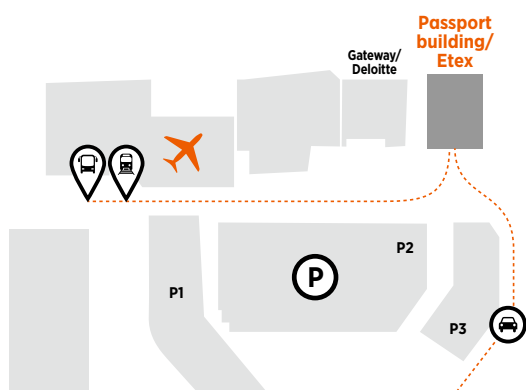 Passport
building/
Etex
Gateway/
Deloitte
P2
P
P1
P3